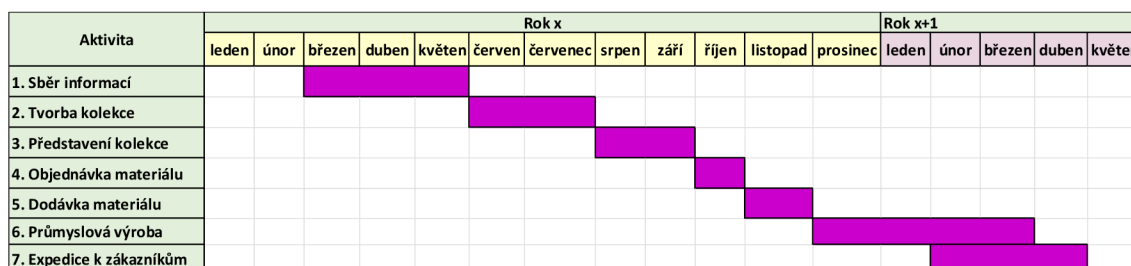 Aktivita
Rok x
Rok x+1
leden únor březen duben květen červen červenec srpen září říjen listopad prosinec leden únor březen duben květe
1. Sběr informací
2. Tvorba kolekce
3. Představení kolekce
4. Objednávka materiálu
5. Dodávka materiálu
6. Průmyslová výroba
7. Expedice k zákazníkům